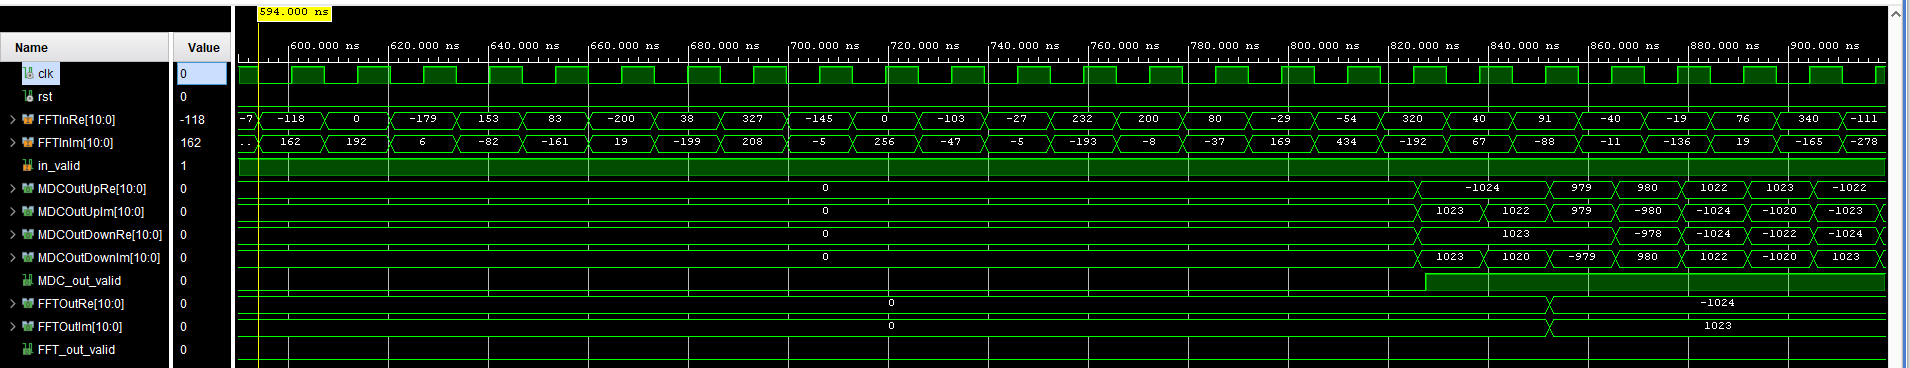 594.000 ns
Name Value 600.000 ns 620.000 ns 640.000 ns 660.000 ns 680.000 ns 700.000 ns 720.000 ns 740.000 ns 760.000 ns 780.000 ns 800.000 ns 820.000 ns 840.000 ns 860.000 ns 880.000 ns 900.000 ns
clk 0
rst 0
FFTInRe[10:0] -118 -7 -118 0 -179 153 83 -200 38 327 -145 0 -103 -27 232 200 80 -29 -54 320 40 91 -40 -19 76 340 -111
FFTInIm[10:0] 162 .. 162 192 6 -82 -161 19 -199 208 -5 256 -47 -5 -193 -8 -37 169 434 -192 67 -88 -11 -136 19 -165 -278
in_valid 1
MDCOutUpRe[10:0] 0 0 -1024 979 980 1022 1023 -1022
MDCOutUpIm[10:0] 0 0 1023 1022 979 -980 -1024 -1020 -1023
MDCOutDownRe[10:0] 0 0 1023 -978 -1024 -1022 -1024
MDCOutDownIm[10:0] 0 0 1023 1020 -979 980 1022 -1020 1023
MDC_out_valid 0
FFTOutRe[10:0] 0 0 -1024
FFTOutIm[10:0] 0 0 1023
FFT_out_valid 0